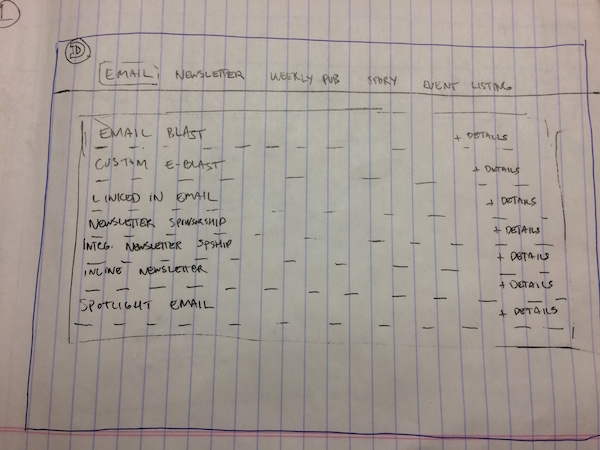 1
D
EMAIL NEWSLETTER WEEKLY PUB STORY EVENT LISTING
EMAIL BLAST + DETAILS
CUSTOM E-BLAST + DETAILS
LINKED IN EMAIL + DETAILS
NEWSLETTER SPONSORSHIP + DETAILS
INTEG. NEWSLETTER SPSHIP + DETAILS
INLINE NEWSLETTER + DETAILS
SPOTLIGHT EMAIL + DETAILS